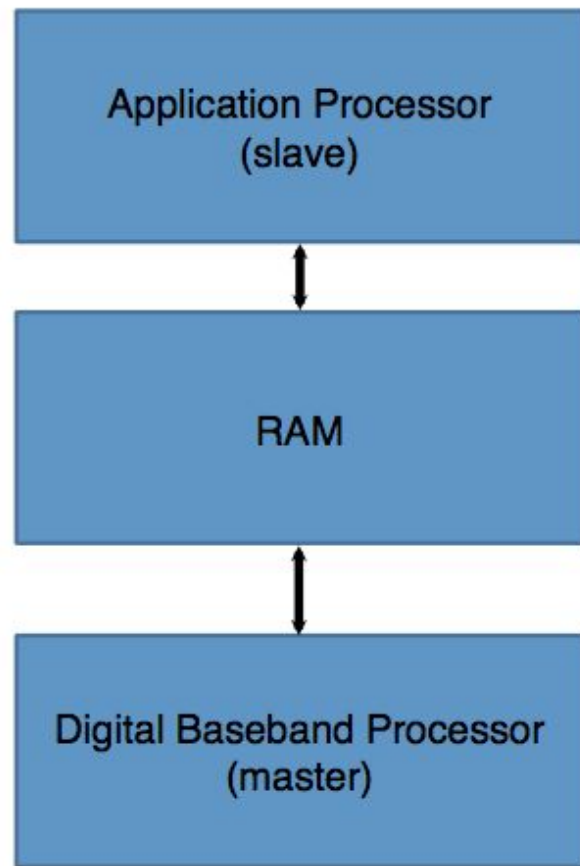 Application Processor
(slave)
RAM
Digital Baseband Processor
(master)